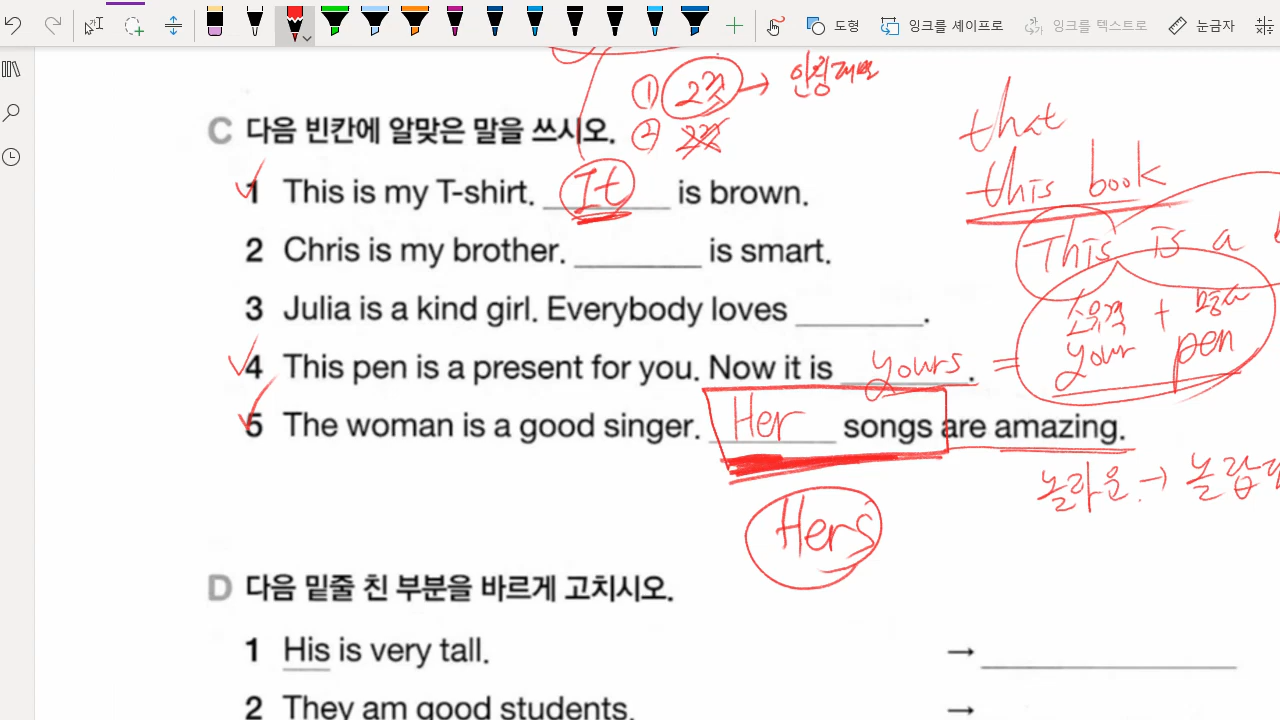 도형 잉크를 셰이프로 잉크를 텍스트로 눈금자
① 2것 → 인칭대명
②
C 다음 빈칸에 알맞은 말을 쓰시오.
that
this book
1 This is my T-shirt. It is brown.
This is a
2 Chris is my brother. ________ is smart.
소유격 + 명사
3 Julia is a kind girl. Everybody loves ________.
4 This pen is a present for you. Now it is yours. = your pen
5 The woman is a good singer. Her songs are amazing.
놀라운 →
Hers
D 다음 밑줄 친 부분을 바르게 고치시오.
1 His is very tall. → ________
2 They am good students. →